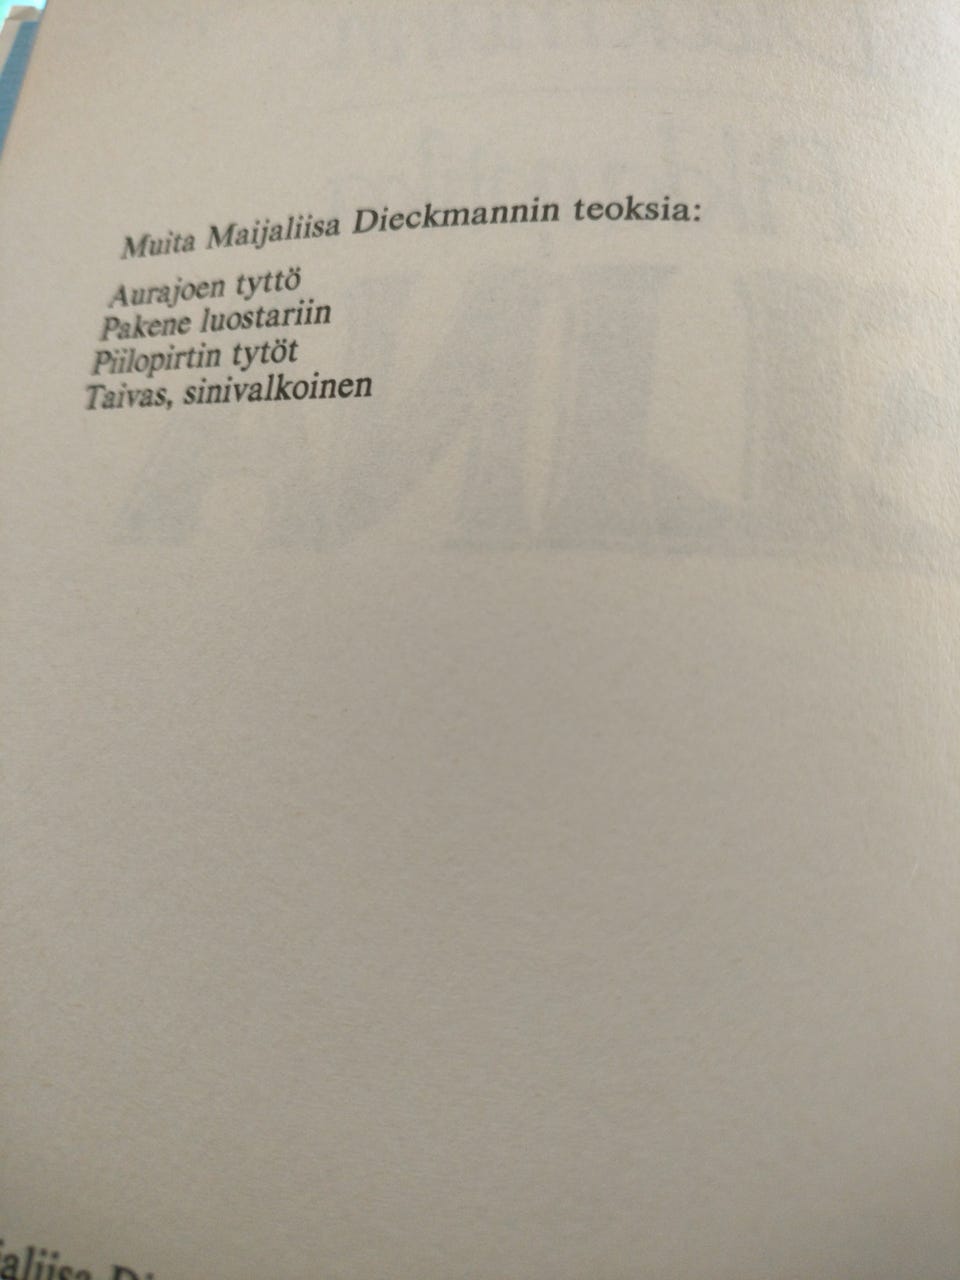 Muita Maijaliisa Dieckmannin teoksia:
Aurajoen tyttö
Pakene luostariin
Piilopirtin tytöt
Taivas, sinivalkoinen